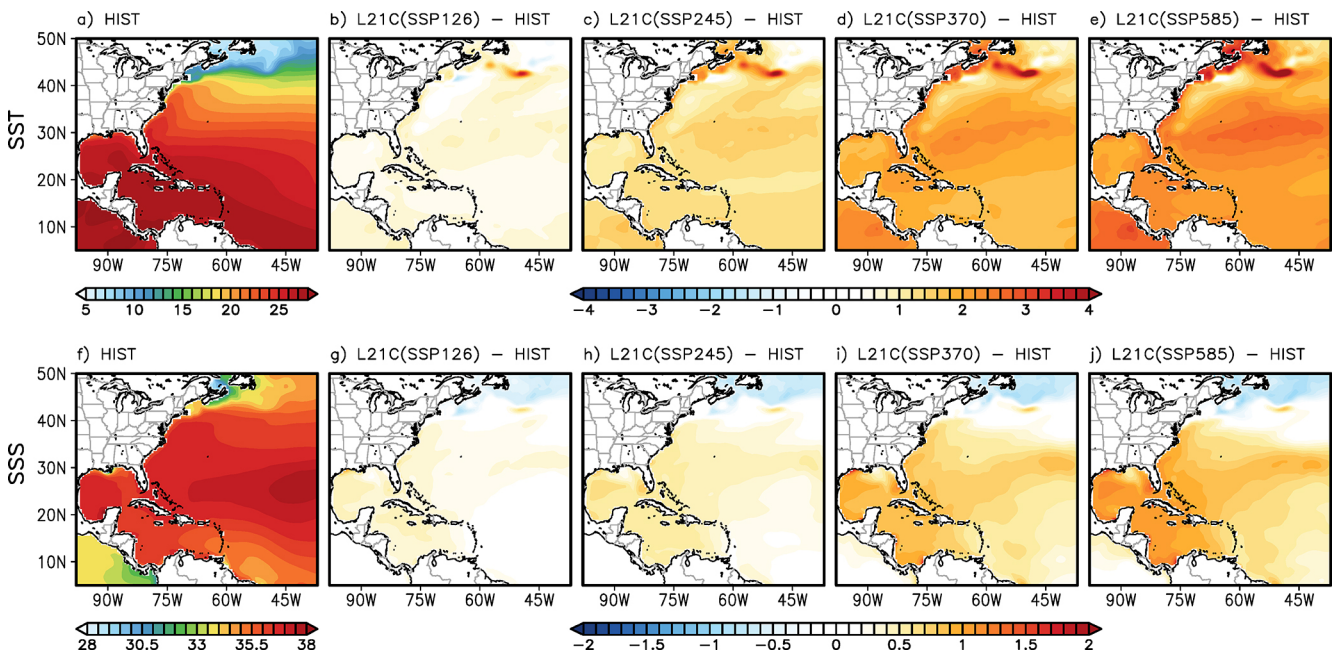 a) HIST
b) L21C(SSP126) − HIST
c) L21C(SSP245) − HIST
d) L21C(SSP370) − HIST
e) L21C(SSP585) − HIST
SST
50N
40N
30N
20N
10N
90W 75W 60W 45W
90W 75W 60W 45W
90W 75W 60W 45W
90W 75W 60W 45W
90W 75W 60W 45W
5 10 15 20 25
−4 −3 −2 −1 0 1 2 3 4
f) HIST
g) L21C(SSP126) − HIST
h) L21C(SSP245) − HIST
i) L21C(SSP370) − HIST
j) L21C(SSP585) − HIST
SSS
50N
40N
30N
20N
10N
90W 75W 60W 45W
90W 75W 60W 45W
90W 75W 60W 45W
90W 75W 60W 45W
90W 75W 60W 45W
28 30.5 33 35.5 38
−2 −1.5 −1 −0.5 0 0.5 1 1.5 2